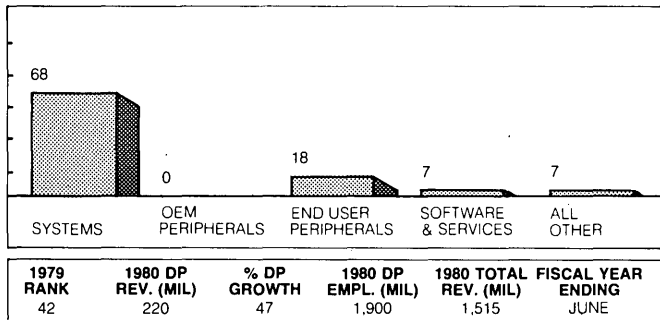 68
0
18
7
7
SYSTEMS
OEM PERIPHERALS
END USER PERIPHERALS
SOFTWARE & SERVICES
ALL OTHER
1979 RANK
1980 DP REV. (MIL)
% DP GROWTH
1980 DP EMPL. (MIL)
1980 TOTAL REV. (MIL)
FISCAL YEAR ENDING
42
220
47
1,900
1,515
JUNE